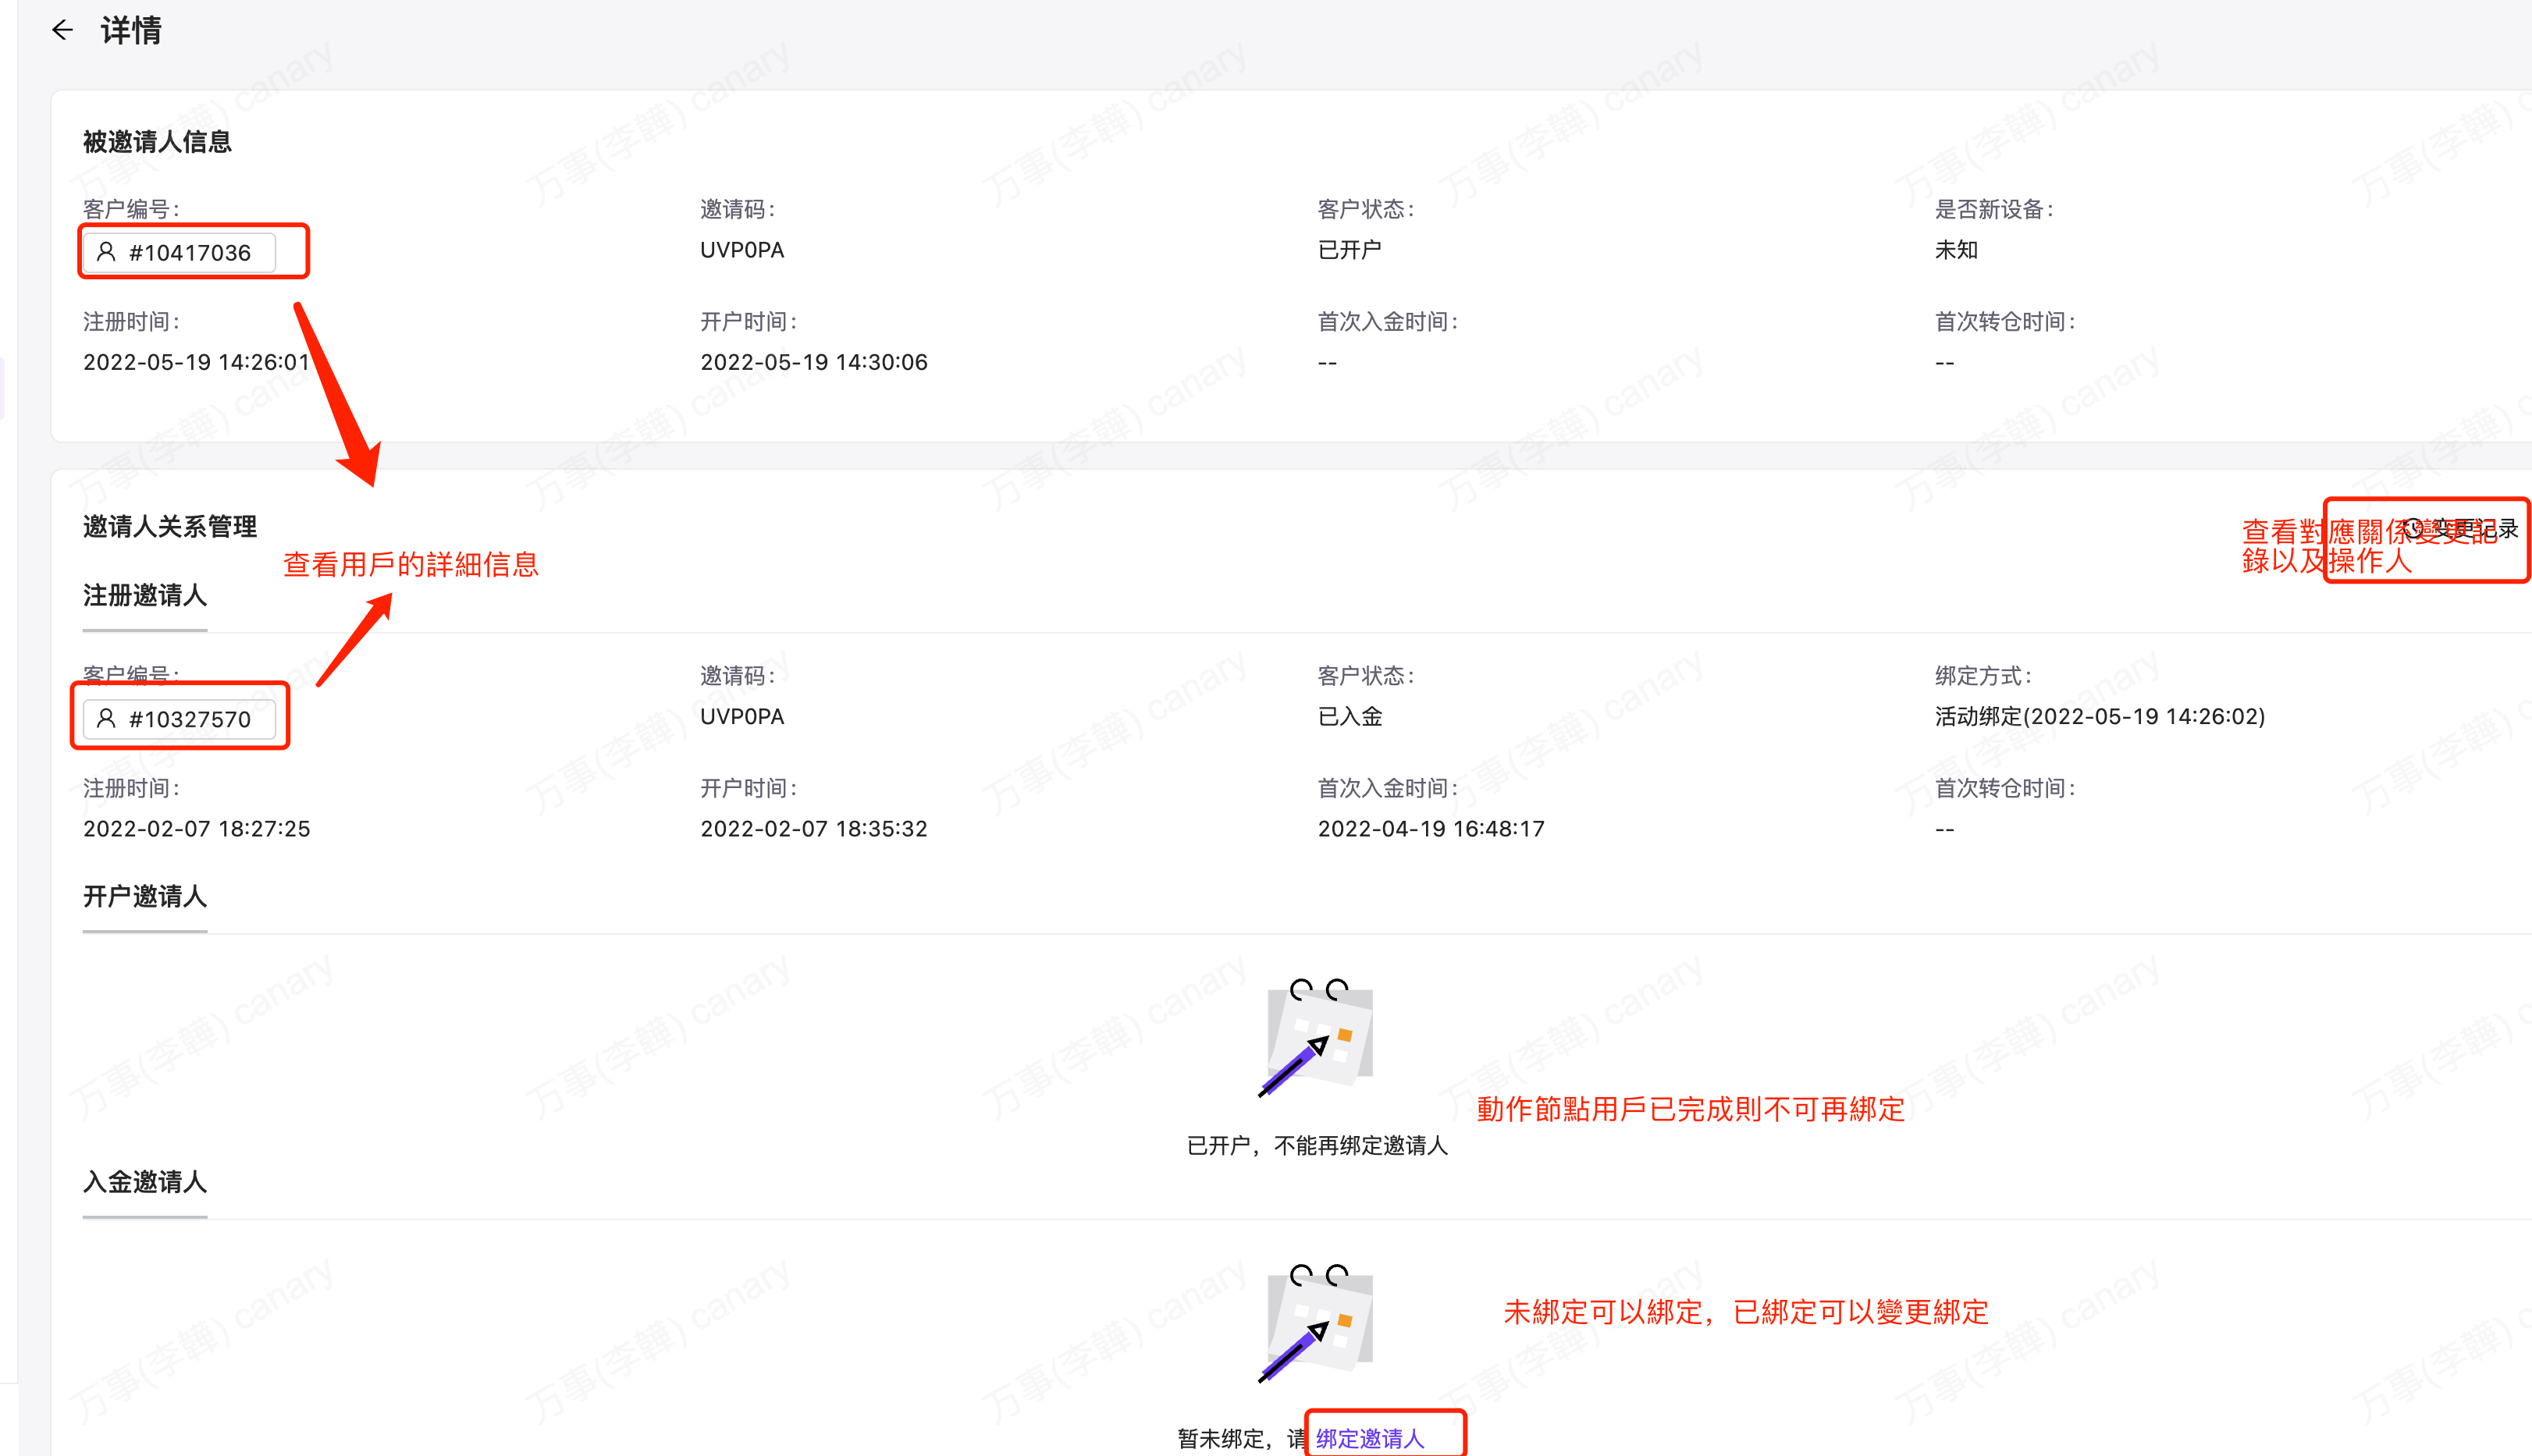 详情
被邀请人信息
客户编号: 邀请码: 客户状态: 是否新设备:
#10417036 UVP0PA 已开户 未知
注册时间: 开户时间: 首次入金时间: 首次转仓时间:
2022-05-19 14:26:01 2022-05-19 14:30:06 -- --
邀请人关系管理 变更记录
查看對應關係變更記
錄以及操作人
查看用戶的詳細信息
注册邀请人
客户编号: 邀请码: 客户状态: 绑定方式:
#10327570 UVP0PA 已入金 活动绑定(2022-05-19 14:26:02)
注册时间: 开户时间: 首次入金时间: 首次转仓时间:
2022-02-07 18:27:25 2022-02-07 18:35:32 2022-04-19 16:48:17 --
开户邀请人
動作節點用戶已完成則不可再綁定
已开户，不能再绑定邀请人
入金邀请人
未綁定可以綁定，已綁定可以變更綁定
暂未绑定，请 绑定邀请人